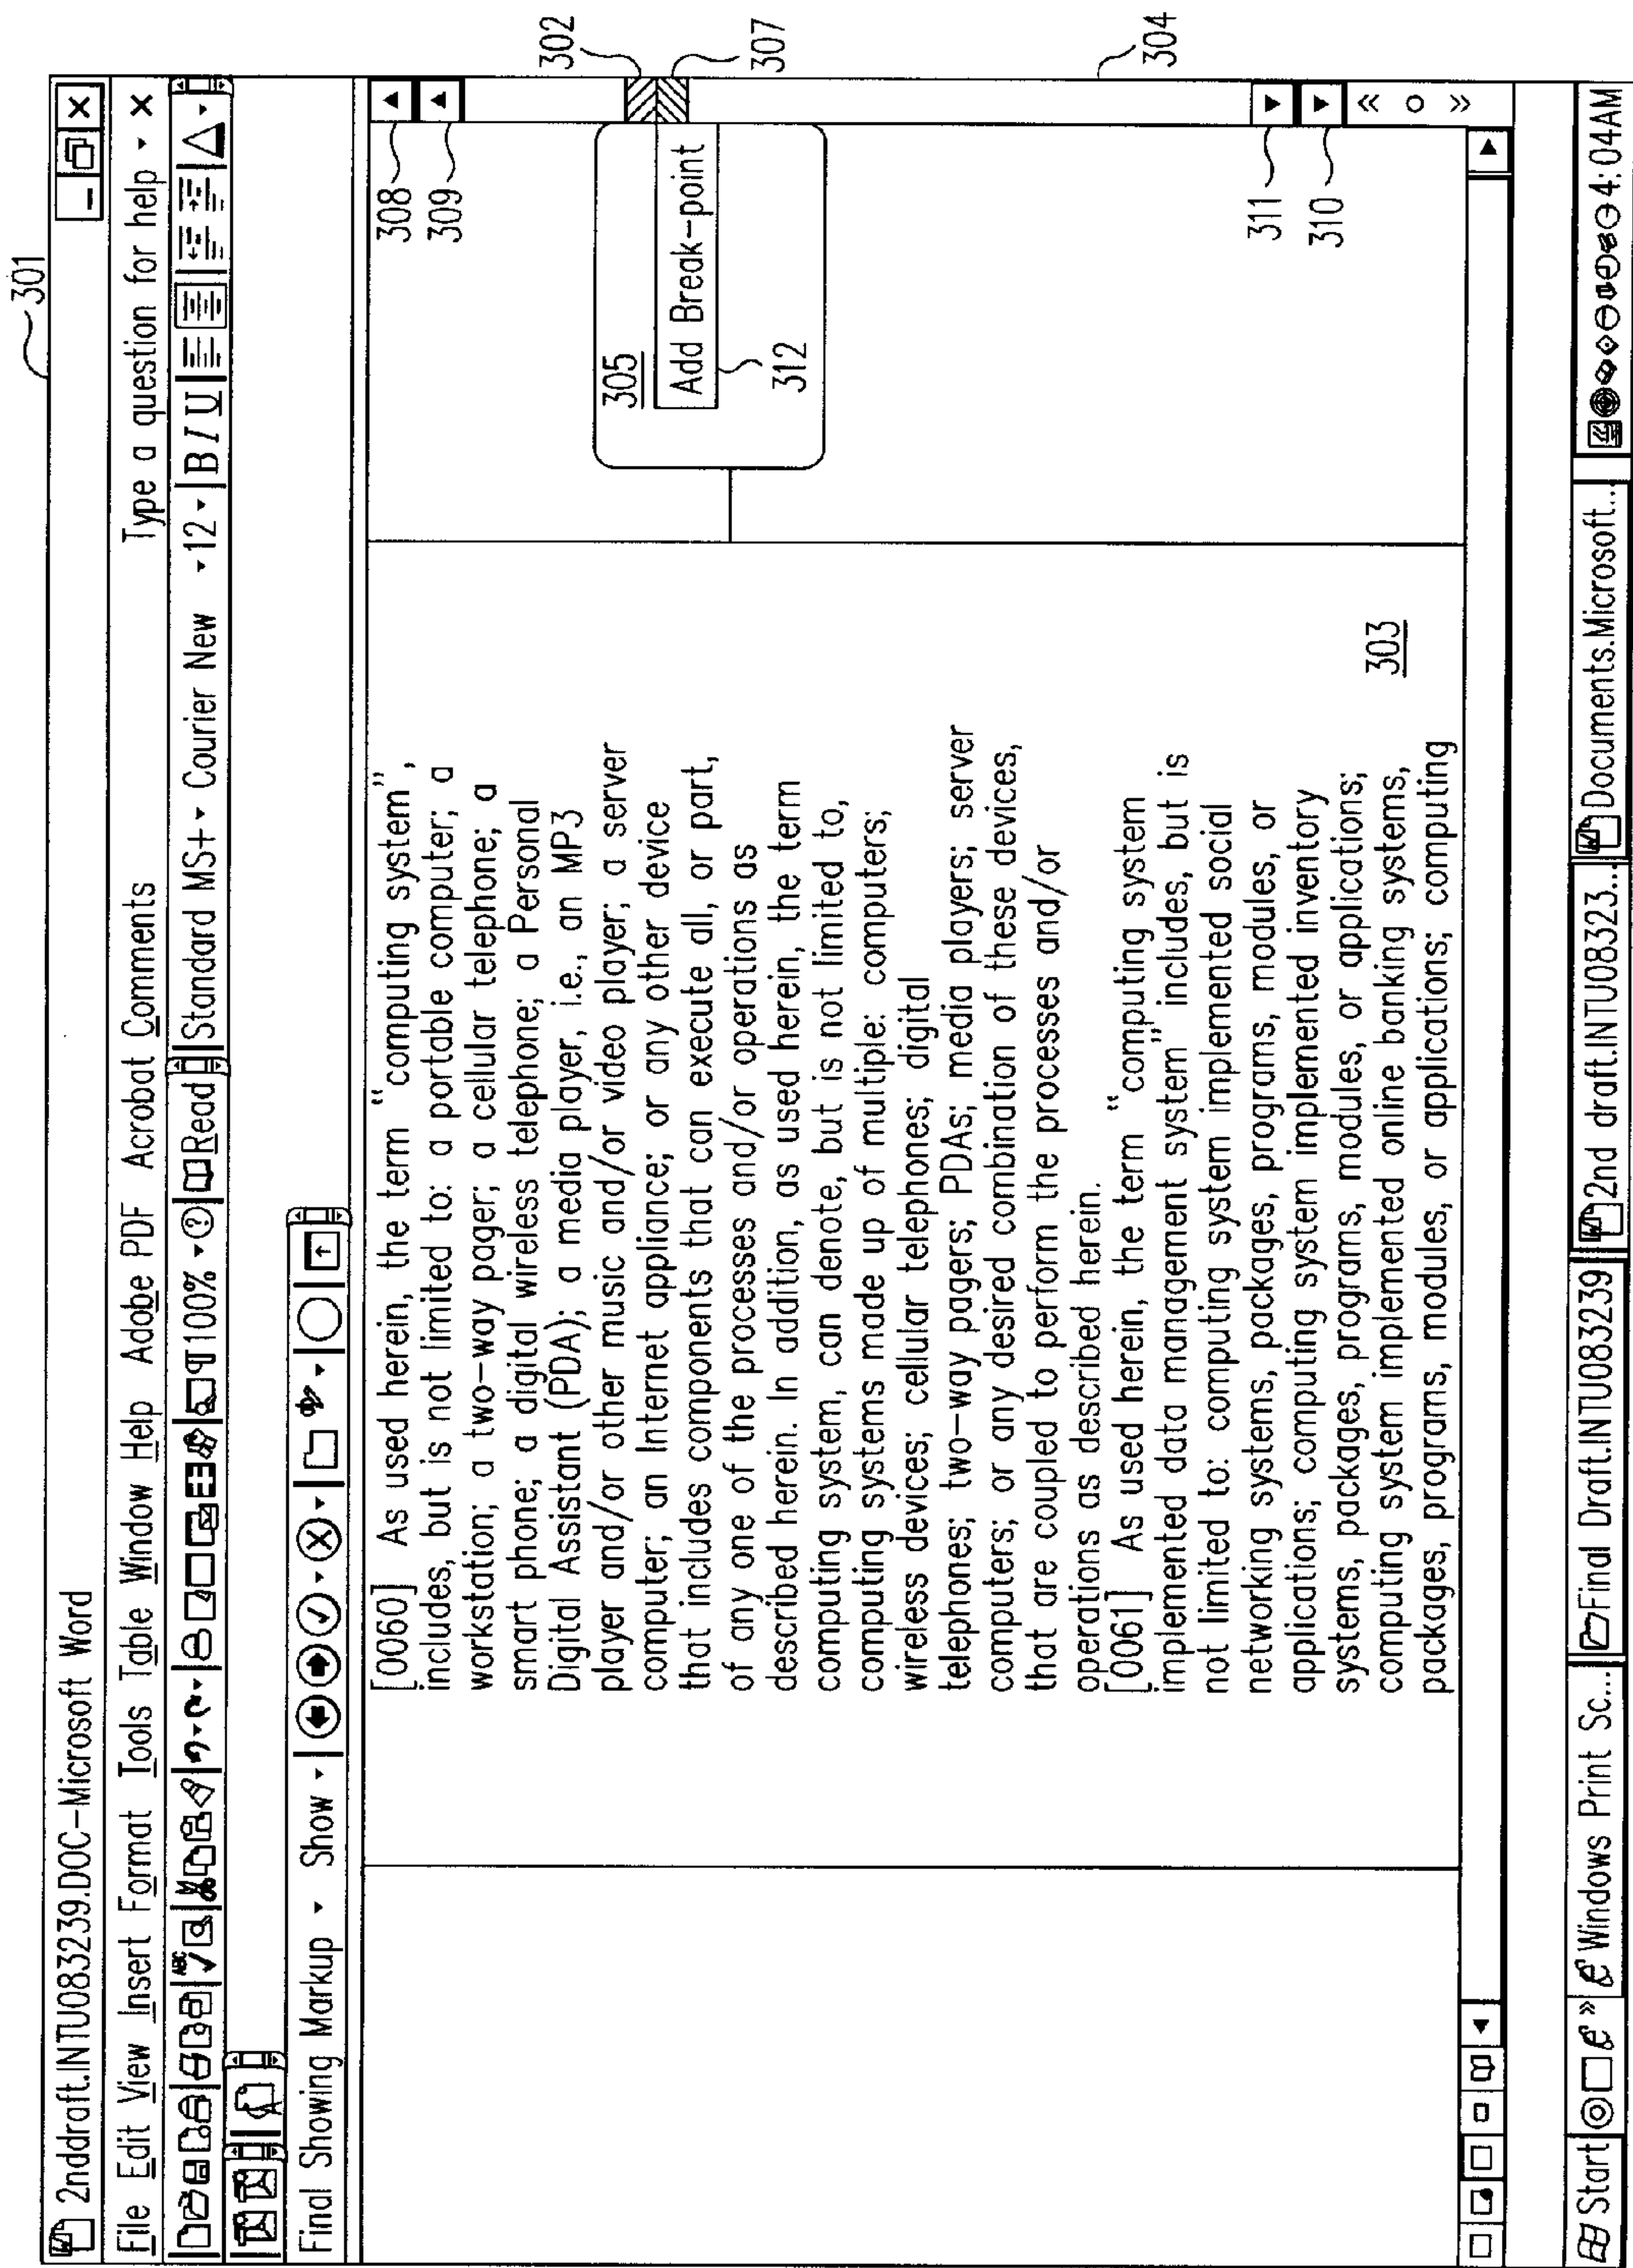 301
2nddraft.INTU083239.DOC-Microsoft Word
File Edit View Insert Format Tools Table Window Help Adobe PDF Acrobat Comments Type a question for help
ABC 100% Read Standard MS+ Courier New 12 B I U
Final Showing Markup Show
[0060] As used herein, the term “computing system”,
includes, but is not limited to: a portable computer; a
workstation; a two-way pager; a cellular telephone; a
smart phone; a digital wireless telephone; a Personal
Digital Assistant (PDA); a media player, i.e., an MP3
player and/or other music and/or video player; a server
computer; an Internet appliance; or any other device
that includes components that can execute all, or part,
of any one of the processes and/or operations as
described herein. In addition, as used herein, the term
computing system, can denote, but is not limited to,
computing systems made up of multiple: computers;
wireless devices; cellular telephones; digital
telephones; two-way pagers; PDAs; media players; server
computers; or any desired combination of these devices,
that are coupled to perform the processes and/or
operations as described herein.
[0061] As used herein, the term “computing system
implemented data management system” includes, but is
not limited to: computing system implemented social
networking systems, packages, programs, modules, or
applications; computing system implemented inventory
systems, packages, programs, modules, or applications;
computing system implemented online banking systems,
packages, programs, modules, or applications; computing
303
308
309
302
305
Add Break-point
312
307
304
311
310
Start Windows Print Sc... Final Draft.INTU083239 2nd draft.INTU08323... Documents.Microsoft... 4:04AM